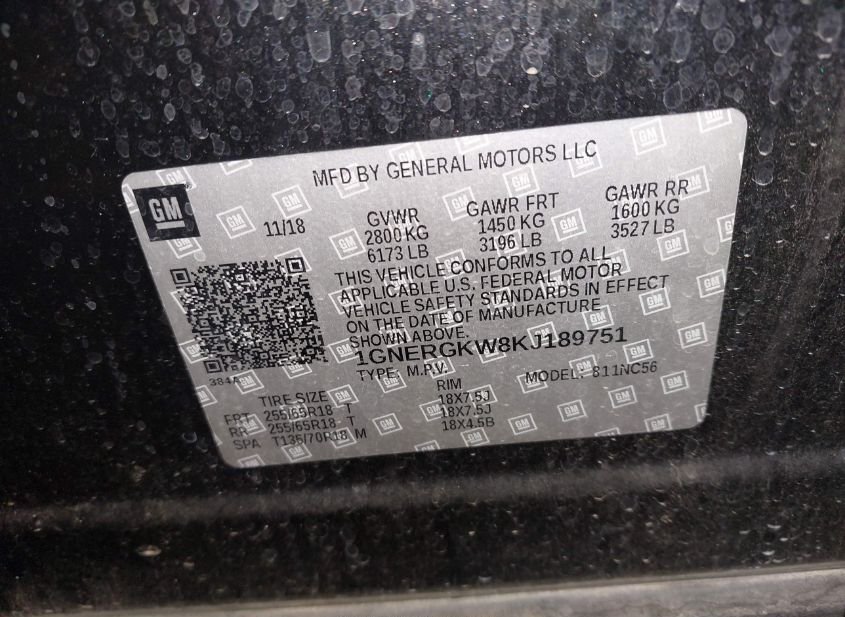 MFD BY GENERAL MOTORS LLC
GM
11/18
GVWR GAWR FRT GAWR RR
2800 KG 1450 KG 1600 KG
6173 LB 3196 LB 3527 LB
THIS VEHICLE CONFORMS TO ALL
APPLICABLE U.S. FEDERAL MOTOR
VEHICLE SAFETY STANDARDS IN EFFECT
ON THE DATE OF MANUFACTURE
SHOWN ABOVE.
1GNERGKW8KJ189751
TYPE: M.P.V. MODEL: 811NC56
384A
TIRE SIZE RIM
FRT 255/65R18 T 18X7.5J
RR 255/65R18 T 18X7.5J
SPA T135/70R18 M 18X4.5B